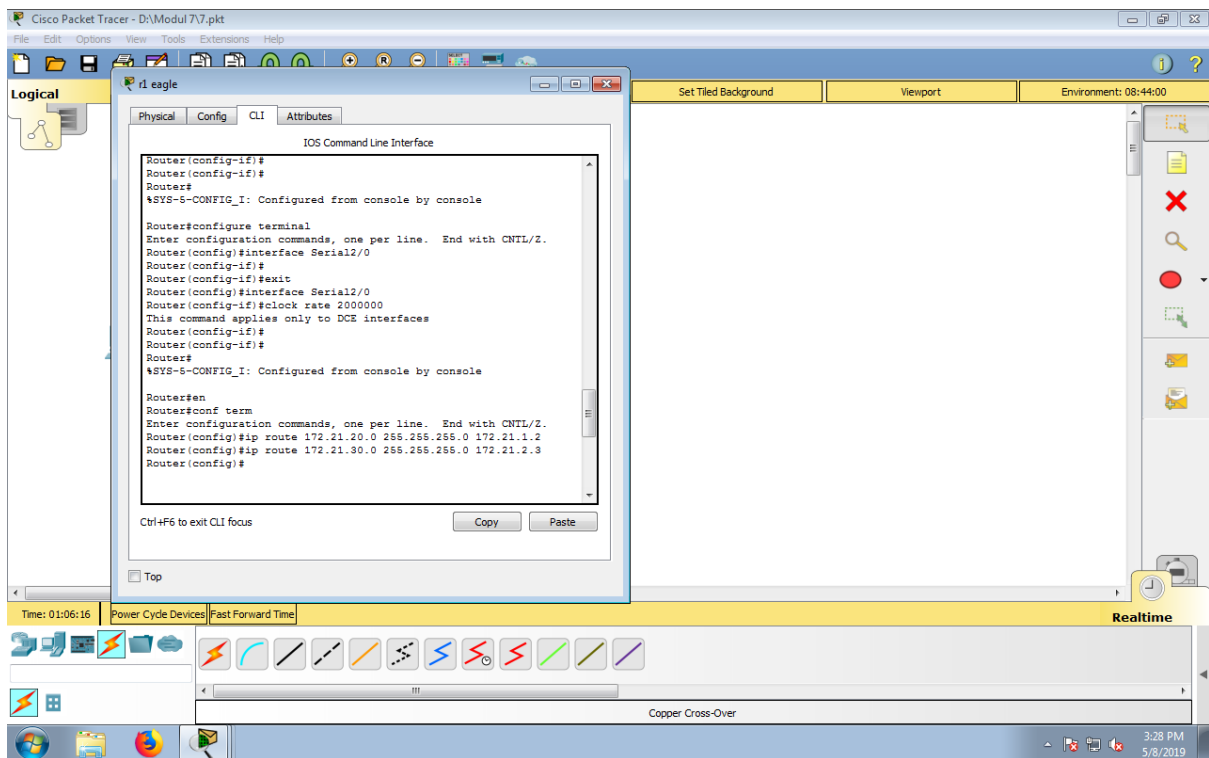 Cisco Packet Tracer - D:\Modul 7\7.pkt
File Edit Options View Tools Extensions Help
Logical
Set Tiled Background
Viewport
Environment: 08:44:00
r1 eagle
Physical Config CLI Attributes
IOS Command Line Interface
Router(config-if)#
Router(config-if)#
Router#
%SYS-5-CONFIG_I: Configured from console by console
Router#configure terminal
Enter configuration commands, one per line. End with CNTL/Z.
Router(config)#interface Serial2/0
Router(config-if)#
Router(config-if)#exit
Router(config)#interface Serial2/0
Router(config-if)#clock rate 2000000
This command applies only to DCE interfaces
Router(config-if)#
Router(config-if)#
Router#
%SYS-5-CONFIG_I: Configured from console by console
Router#en
Router#conf term
Enter configuration commands, one per line. End with CNTL/Z.
Router(config)#ip route 172.21.20.0 255.255.255.0 172.21.1.2
Router(config)#ip route 172.21.30.0 255.255.255.0 172.21.2.3
Router(config)#
Ctrl+F6 to exit CLI focus
Copy
Paste
Top
Time: 01:06:16
Power Cycle Devices
Fast Forward Time
Realtime
Copper Cross-Over
3:28 PM
5/8/2019